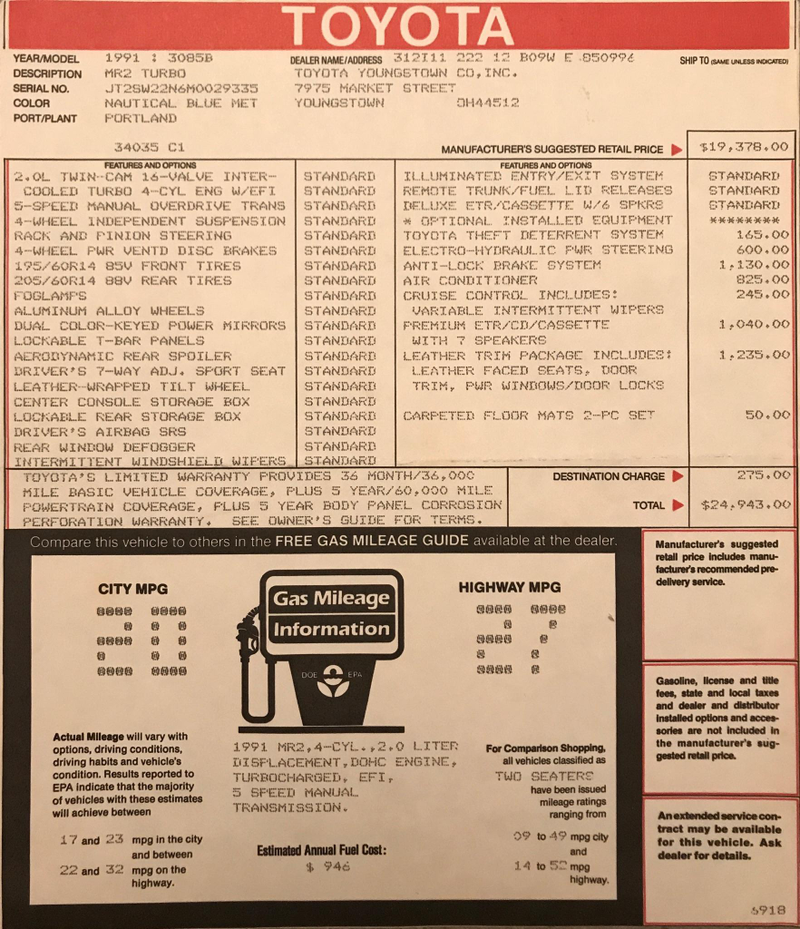 TOYOTA
YEAR/MODEL 1991 : 3085B DEALER NAME/ADDRESS 312I11 222 12 B09W E 850996 SHIP TO (SAME UNLESS INDICATED)
DESCRIPTION MR2 TURBO TOYOTA YOUNGSTOWN CO,INC.
SERIAL NO. JT2SW22N6M0029335 7975 MARKET STREET
COLOR NAUTICAL BLUE MET YOUNGSTOWN OH44512
PORT/PLANT PORTLAND
34035 C1 MANUFACTURER'S SUGGESTED RETAIL PRICE $19,378.00
FEATURES AND OPTIONS FEATURES AND OPTIONS
2.0L TWIN-CAM 16-VALVE INTER- STANDARD ILLUMINATED ENTRY/EXIT SYSTEM STANDARD
COOLED TURBO 4-CYL ENG W/EFI STANDARD REMOTE TRUNK/FUEL LID RELEASES STANDARD
5-SPEED MANUAL OVERDRIVE TRANS STANDARD DELUXE ETR/CASSETTE W/6 SPKRS STANDARD
4-WHEEL INDEPENDENT SUSPENSION STANDARD * OPTIONAL INSTALLED EQUIPMENT ********
RACK AND PINION STEERING STANDARD TOYOTA THEFT DETERRENT SYSTEM 165.00
4-WHEEL PWR VENTD DISC BRAKES STANDARD ELECTRO-HYDRAULIC PWR STEERING 600.00
195/60R14 85V FRONT TIRES STANDARD ANTI-LOCK BRAKE SYSTEM 1,130.00
205/60R14 88V REAR TIRES STANDARD AIR CONDITIONER 825.00
FOGLAMPS STANDARD CRUISE CONTROL INCLUDES: 245.00
ALUMINUM ALLOY WHEELS STANDARD VARIABLE INTERMITTENT WIPERS
DUAL COLOR-KEYED POWER MIRRORS STANDARD PREMIUM ETR/CD/CASSETTE 1,040.00
LOCKABLE T-BAR PANELS STANDARD WITH 7 SPEAKERS
AERODYNAMIC REAR SPOILER STANDARD LEATHER TRIM PACKAGE INCLUDES: 1,235.00
DRIVER'S 7-WAY ADJ. SPORT SEAT STANDARD LEATHER FACED SEATS, DOOR
LEATHER-WRAPPED TILT WHEEL STANDARD TRIM, PWR WINDOWS/DOOR LOCKS
CENTER CONSOLE STORAGE BOX STANDARD
LOCKABLE REAR STORAGE BOX STANDARD CARPETED FLOOR MATS 2-PC SET 50.00
DRIVER'S AIRBAG SRS STANDARD
REAR WINDOW DEFOGGER STANDARD
INTERMITTENT WINDSHIELD WIPERS STANDARD
TOYOTA'S LIMITED WARRANTY PROVIDES 36 MONTH/36,000 DESTINATION CHARGE 275.00
MILE BASIC VEHICLE COVERAGE, PLUS 5 YEAR/60,000 MILE
POWERTRAIN COVERAGE, PLUS 5 YEAR BODY PANEL CORROSION TOTAL $24,943.00
PERFORATION WARRANTY. SEE OWNER'S GUIDE FOR TERMS.
Compare this vehicle to others in the FREE GAS MILEAGE GUIDE available at the dealer.
CITY MPG
20
Gas Mileage
Information
DOE EPA
HIGHWAY MPG
27
Actual Mileage will vary with
options, driving conditions,
driving habits and vehicle's
condition. Results reported to
EPA indicate that the majority
of vehicles with these estimates
will achieve between
17 and 23 mpg in the city
and between
22 and 32 mpg on the
highway.
1991 MR2,4-CYL.,2.0 LITER
DISPLACEMENT,DOHC ENGINE,
TURBOCHARGED, EFI,
5 SPEED MANUAL
TRANSMISSION.
Estimated Annual Fuel Cost:
$ 946
For Comparison Shopping,
all vehicles classified as
TWO SEATERS
have been issued
mileage ratings
ranging from
09 to 49 mpg city
and
14 to 52 mpg
highway.
Manufacturer's suggested
retail price includes manu-
facturer's recommended pre-
delivery service.
Gasoline, license and title
fees, state and local taxes
and dealer and distributor
installed options and acces-
sories are not included in
the manufacturer's sug-
gested retail price.
An extended service con-
tract may be available
for this vehicle. Ask
dealer for details.
6918